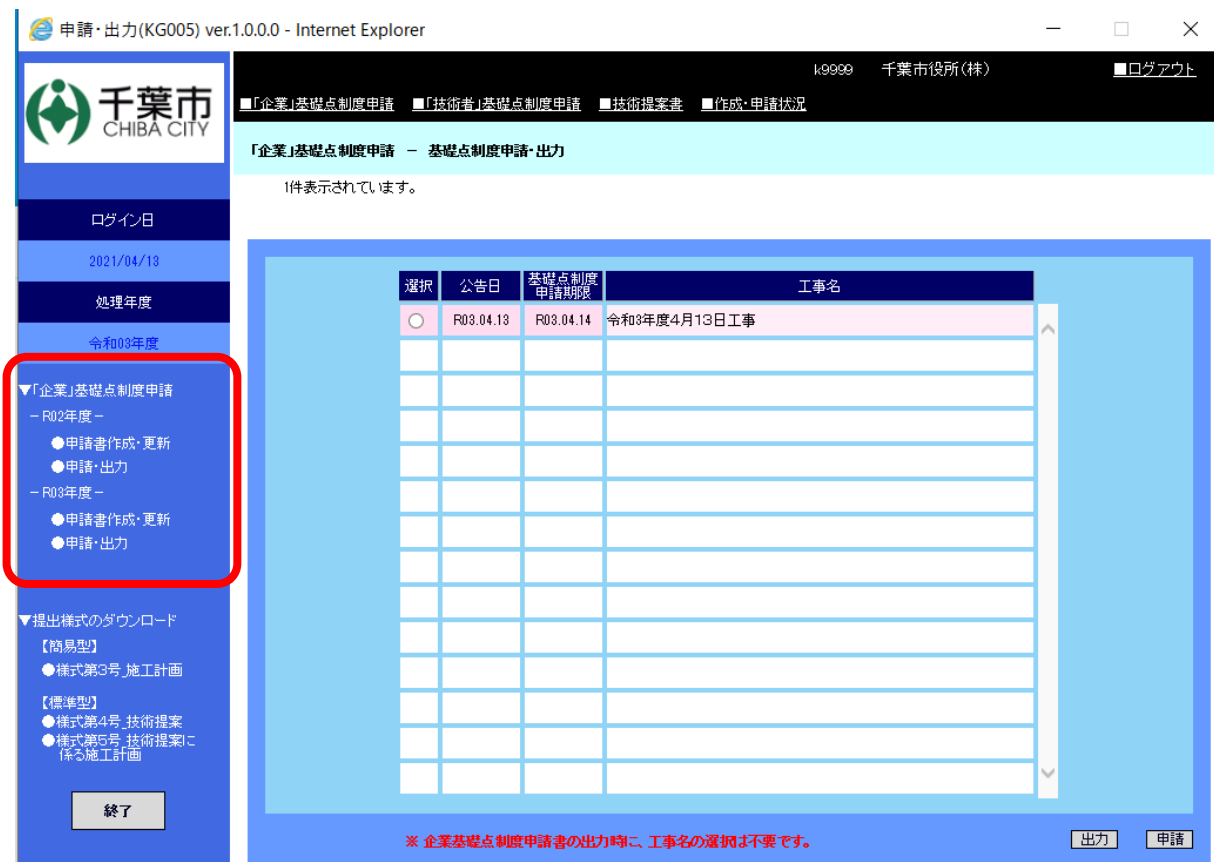 申請・出力(KG005) ver.1.0.0.0 - Internet Explorer
k9999 千葉市役所(株) ■ログアウト
■「企業」基礎点制度申請 ■「技術者」基礎点制度申請 ■技術提案書 ■作成・申請状況
千葉市
CHIBA CITY
「企業」基礎点制度申請 － 基礎点制度申請・出力
1件表示されています。
ログイン日
2021/04/13
処理年度
令和03年度
▼「企業」基礎点制度申請
－R02年度－
●申請書作成・更新
●申請・出力
－R03年度－
●申請書作成・更新
●申請・出力
▼提出様式のダウンロード
【簡易型】
●様式第3号_施工計画
【標準型】
●様式第4号_技術提案
●様式第5号_技術提案に
係る施工計画
終了
選択 公告日 基礎点制度 工事名
申請期限
R03.04.13 R03.04.14 令和3年度4月13日工事
※ 企業基礎点制度申請書の出力時に、工事名の選択は不要です。
出力 申請